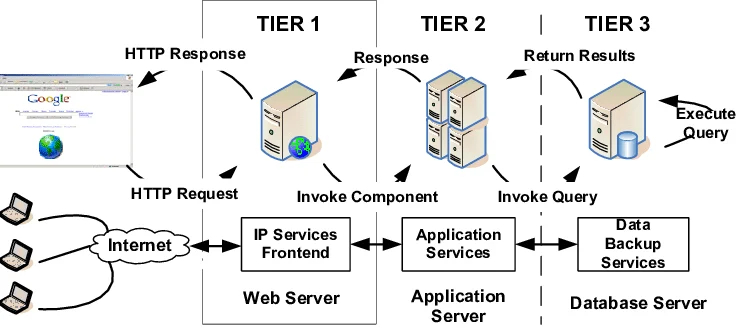 TIER 1
TIER 2
TIER 3
HTTP Response
Response
Return Results
Google
Execute
Query
HTTP Request
Invoke Component
Invoke Query
Internet
IP Services
Frontend
Application
Services
Data
Backup
Services
Web Server
Application
Server
Database Server